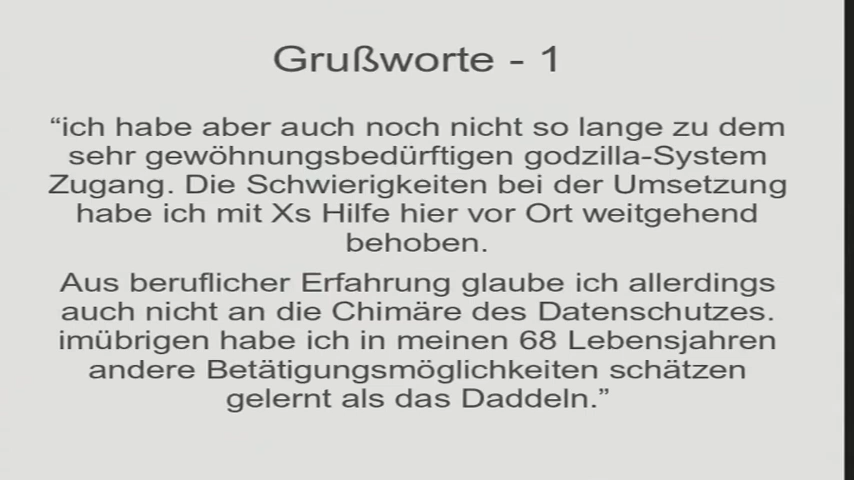 Grußworte - 1
“ich habe aber auch noch nicht so lange zu dem
sehr gewöhnungsbedürftigen godzilla-System
Zugang. Die Schwierigkeiten bei der Umsetzung
habe ich mit Xs Hilfe hier vor Ort weitgehend
behoben.
Aus beruflicher Erfahrung glaube ich allerdings
auch nicht an die Chimäre des Datenschutzes.
imübrigen habe ich in meinen 68 Lebensjahren
andere Betätigungsmöglichkeiten schätzen
gelernt als das Daddeln.”